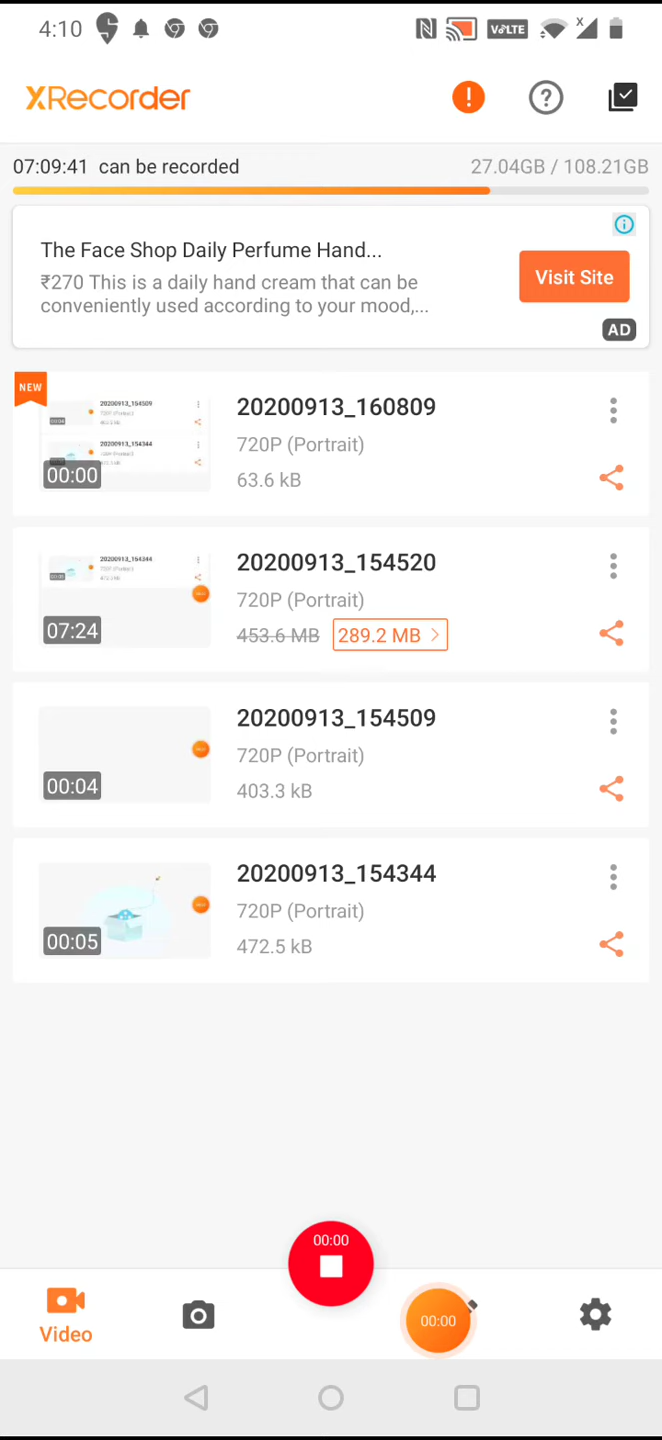 4:10
VoLTE
XRecorder
07:09:41 can be recorded
27.04GB / 108.21GB
The Face Shop Daily Perfume Hand...
₹270 This is a daily hand cream that can be
conveniently used according to your mood,...
Visit Site
AD
NEW
20200913_154509
20200913_154344
00:00
20200913_160809
720P (Portrait)
63.6 kB
20200913_154344
07:24
20200913_154520
720P (Portrait)
453.6 MB 289.2 MB >
00:04
20200913_154509
720P (Portrait)
403.3 kB
00:05
20200913_154344
720P (Portrait)
472.5 kB
00:00
Video
00:00